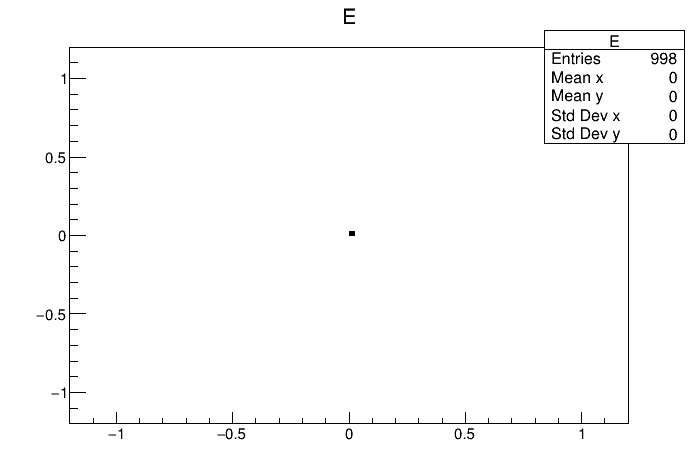 E
E
Entries 998
Mean x 0
Mean y 0
Std Dev x 0
Std Dev y 0
1
0.5
0
−0.5
−1
−1 −0.5 0 0.5 1